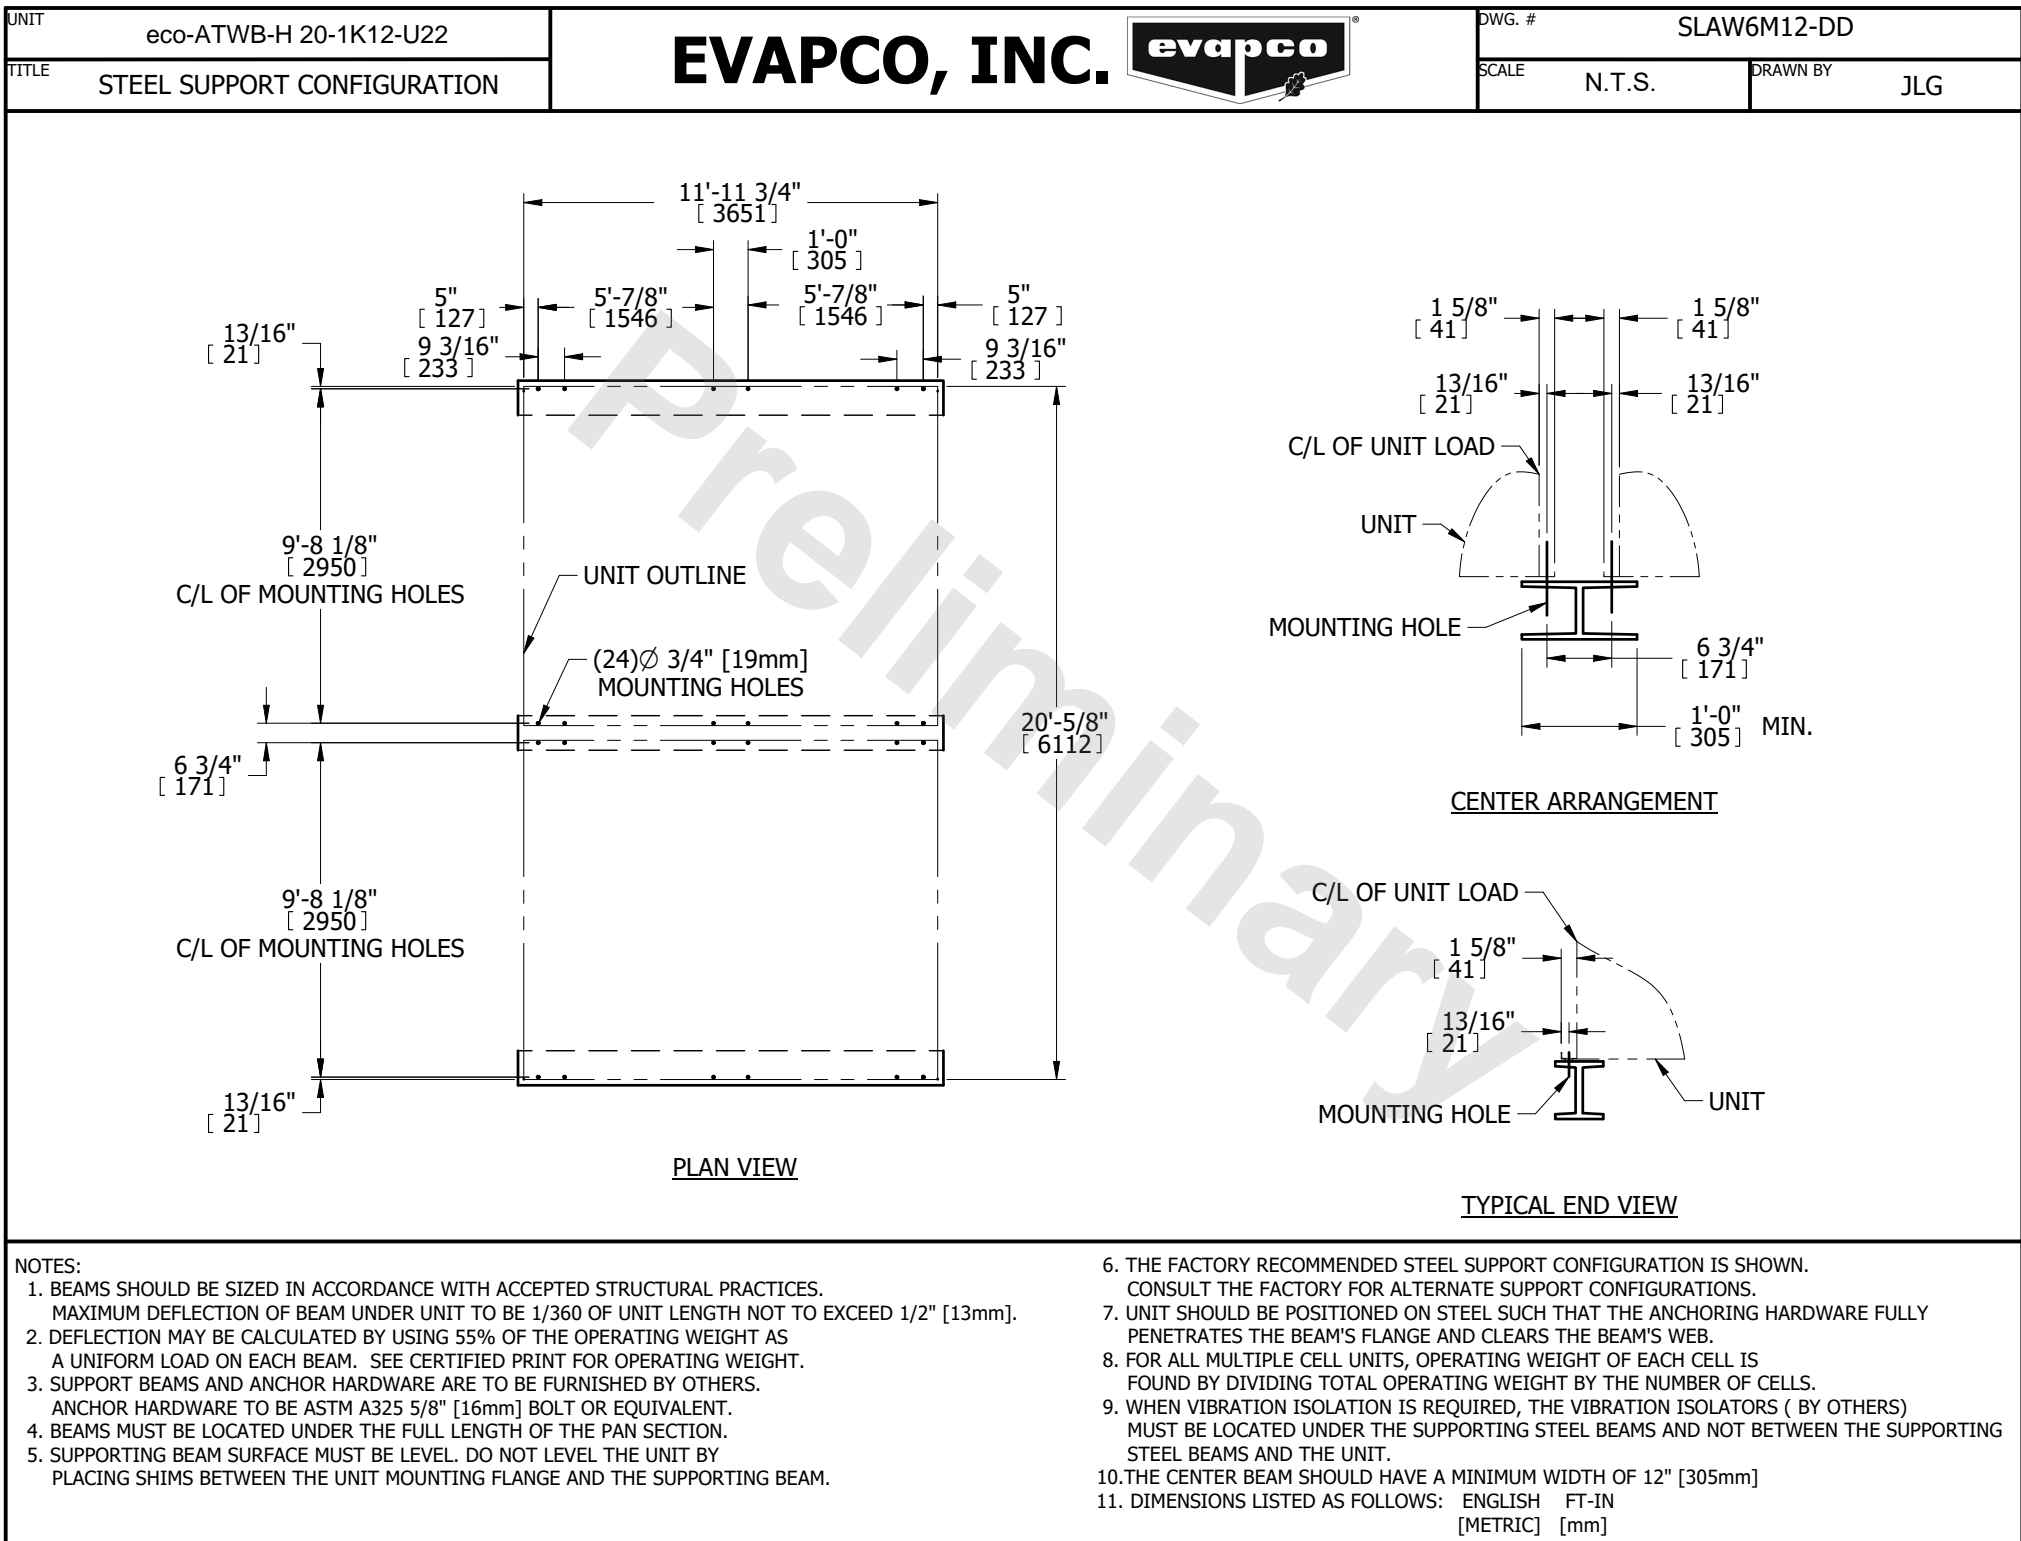 UNIT
eco-ATWB-H 20-1K12-U22
TITLE
STEEL SUPPORT CONFIGURATION
EVAPCO, INC.
evapco
®
DWG. #
SLAW6M12-DD
SCALE
N.T.S.
DRAWN BY
JLG
11'-11 3/4"
[ 3651]
1'-0"
[ 305 ]
5"
[ 127]
5'-7/8"
[ 1546 ]
5'-7/8"
[ 1546 ]
5"
[ 127 ]
13/16"
[ 21]
9 3/16"
[ 233 ]
9 3/16"
[ 233 ]
9'-8 1/8"
[ 2950]
C/L OF MOUNTING HOLES
UNIT OUTLINE
(24)Ø 3/4" [19mm]
MOUNTING HOLES
6 3/4"
[ 171]
20'-5/8"
[ 6112]
9'-8 1/8"
[ 2950]
C/L OF MOUNTING HOLES
13/16"
[ 21]
PLAN VIEW
1 5/8"
[ 41]
1 5/8"
[ 41]
13/16"
[ 21]
13/16"
[ 21]
C/L OF UNIT LOAD
UNIT
MOUNTING HOLE
6 3/4"
[ 171]
1'-0"
[ 305] MIN.
CENTER ARRANGEMENT
C/L OF UNIT LOAD
1 5/8"
[ 41]
13/16"
[ 21]
MOUNTING HOLE
UNIT
TYPICAL END VIEW
Preliminary
NOTES:
1. BEAMS SHOULD BE SIZED IN ACCORDANCE WITH ACCEPTED STRUCTURAL PRACTICES.
MAXIMUM DEFLECTION OF BEAM UNDER UNIT TO BE 1/360 OF UNIT LENGTH NOT TO EXCEED 1/2" [13mm].
2. DEFLECTION MAY BE CALCULATED BY USING 55% OF THE OPERATING WEIGHT AS
A UNIFORM LOAD ON EACH BEAM. SEE CERTIFIED PRINT FOR OPERATING WEIGHT.
3. SUPPORT BEAMS AND ANCHOR HARDWARE ARE TO BE FURNISHED BY OTHERS.
ANCHOR HARDWARE TO BE ASTM A325 5/8" [16mm] BOLT OR EQUIVALENT.
4. BEAMS MUST BE LOCATED UNDER THE FULL LENGTH OF THE PAN SECTION.
5. SUPPORTING BEAM SURFACE MUST BE LEVEL. DO NOT LEVEL THE UNIT BY
PLACING SHIMS BETWEEN THE UNIT MOUNTING FLANGE AND THE SUPPORTING BEAM.
6. THE FACTORY RECOMMENDED STEEL SUPPORT CONFIGURATION IS SHOWN.
CONSULT THE FACTORY FOR ALTERNATE SUPPORT CONFIGURATIONS.
7. UNIT SHOULD BE POSITIONED ON STEEL SUCH THAT THE ANCHORING HARDWARE FULLY
PENETRATES THE BEAM'S FLANGE AND CLEARS THE BEAM'S WEB.
8. FOR ALL MULTIPLE CELL UNITS, OPERATING WEIGHT OF EACH CELL IS
FOUND BY DIVIDING TOTAL OPERATING WEIGHT BY THE NUMBER OF CELLS.
9. WHEN VIBRATION ISOLATION IS REQUIRED, THE VIBRATION ISOLATORS ( BY OTHERS)
MUST BE LOCATED UNDER THE SUPPORTING STEEL BEAMS AND NOT BETWEEN THE SUPPORTING
STEEL BEAMS AND THE UNIT.
10.THE CENTER BEAM SHOULD HAVE A MINIMUM WIDTH OF 12" [305mm]
11. DIMENSIONS LISTED AS FOLLOWS: ENGLISH FT-IN
[METRIC] [mm]